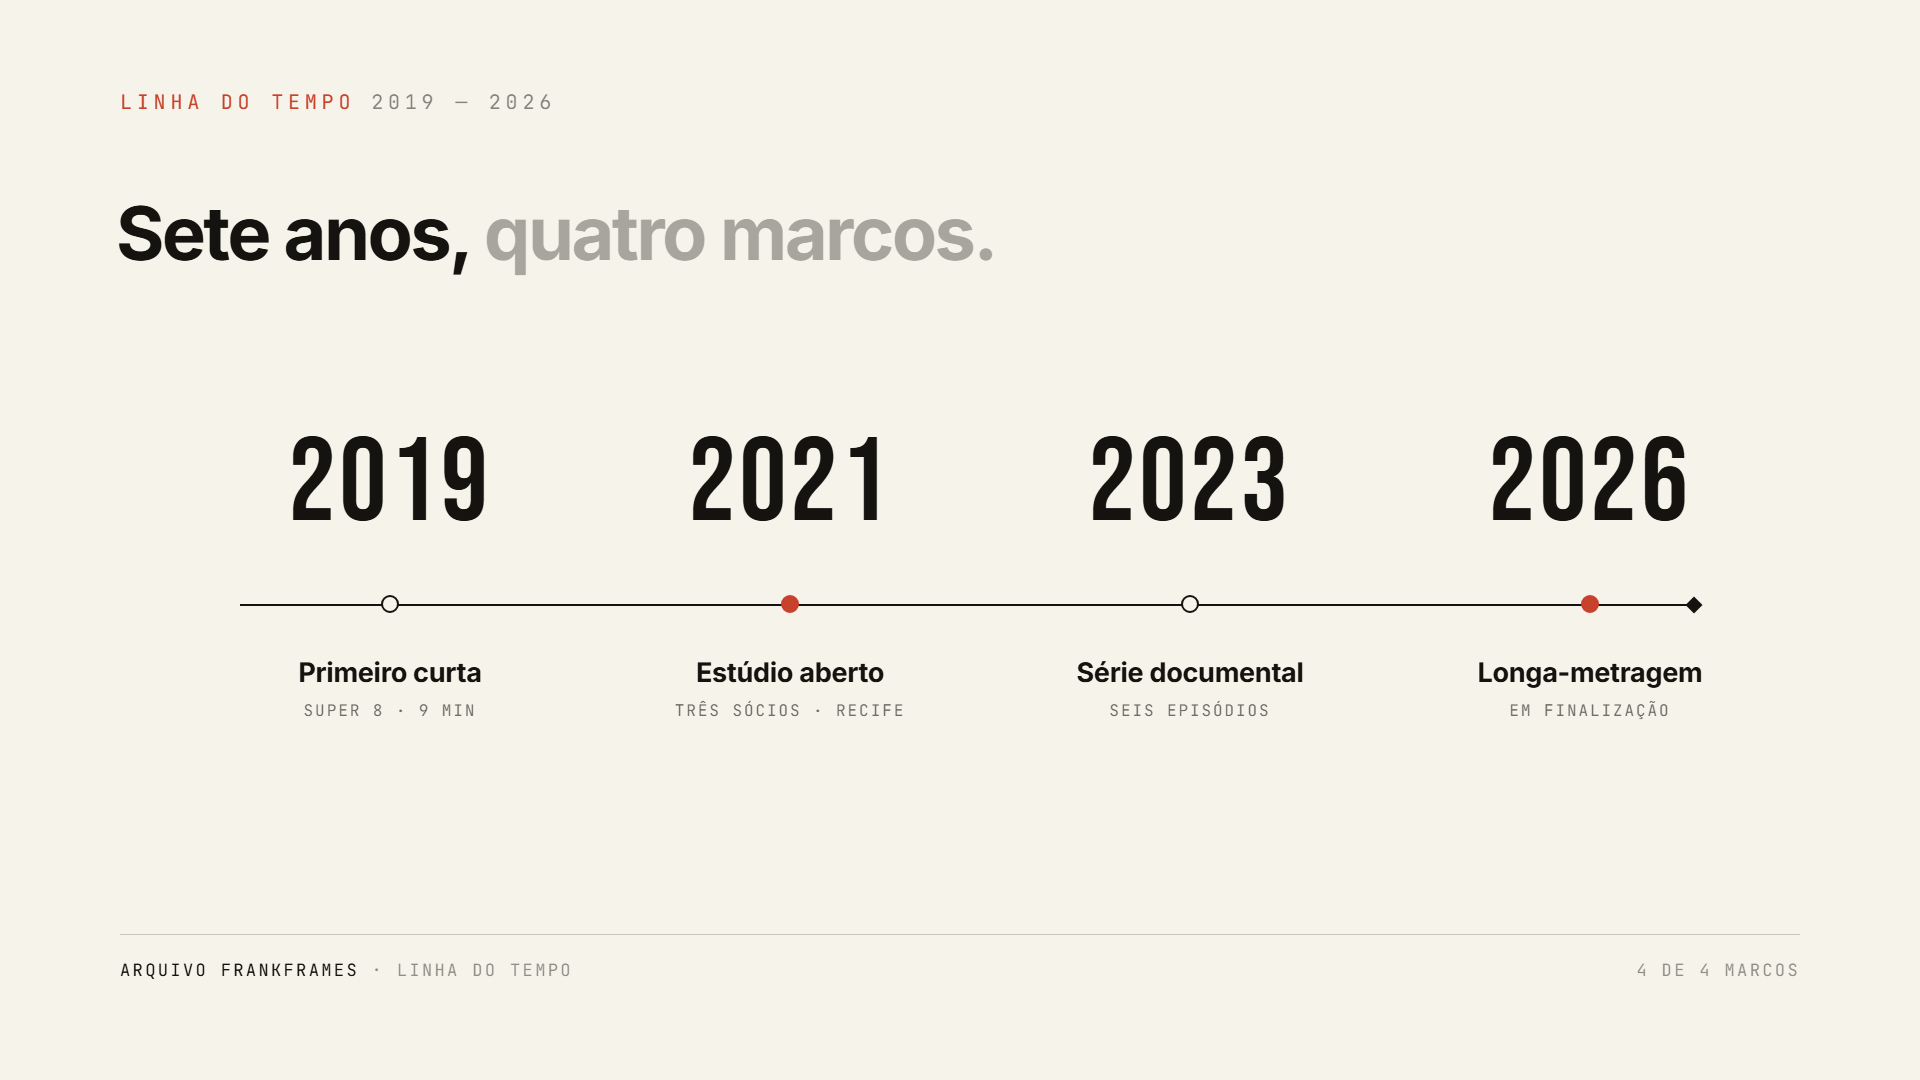 LINHA DO TEMPO 2019 — 2026
Sete anos, quatro marcos.
2019
2021
2023
2026
Primeiro curta
SUPER 8 · 9 MIN
Estúdio aberto
TRÊS SÓCIOS · RECIFE
Série documental
SEIS EPISÓDIOS
Longa-metragem
EM FINALIZAÇÃO
ARQUIVO FRANKFRAMES · LINHA DO TEMPO
4 DE 4 MARCOS